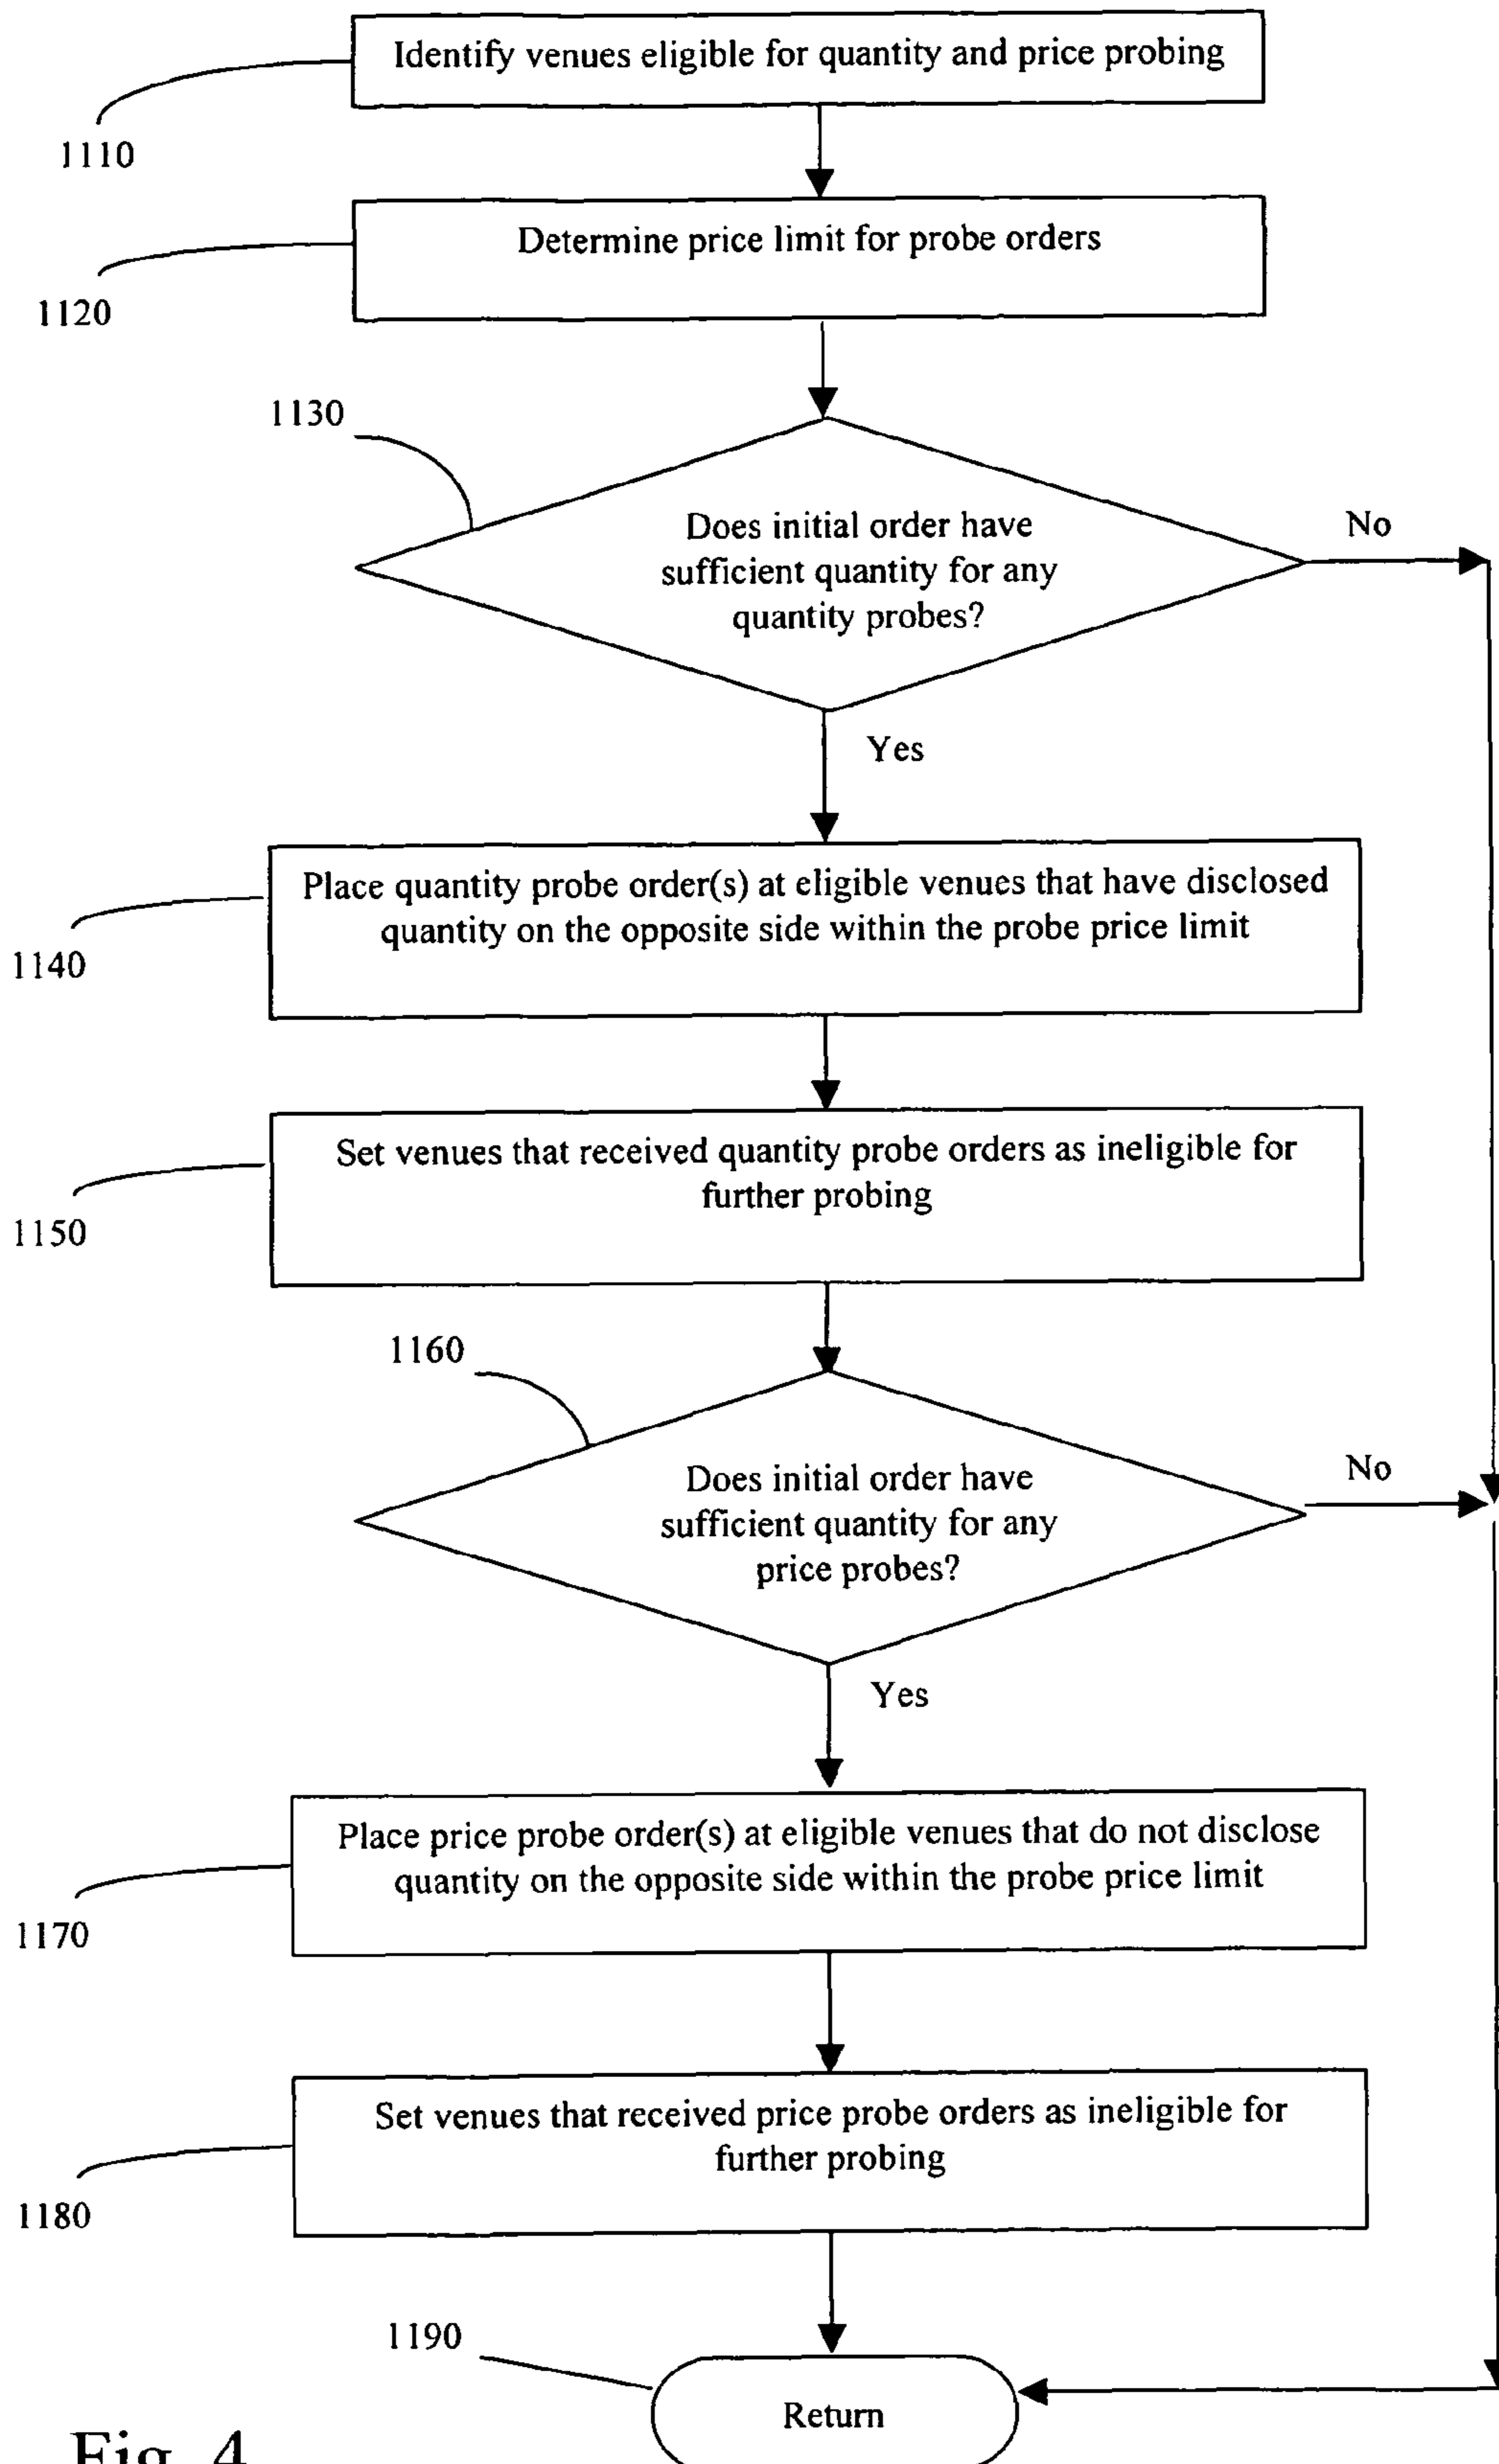 Identify venues eligible for quantity and price probing
1110
Determine price limit for probe orders
1120
1130
Does initial order have
sufficient quantity for any
quantity probes?
No
Yes
Place quantity probe order(s) at eligible venues that have disclosed
quantity on the opposite side within the probe price limit
1140
Set venues that received quantity probe orders as ineligible for
further probing
1150
1160
Does initial order have
sufficient quantity for any
price probes?
No
Yes
Place price probe order(s) at eligible venues that do not disclose
quantity on the opposite side within the probe price limit
1170
Set venues that received price probe orders as ineligible for
further probing
1180
1190
Return
Fig. 4